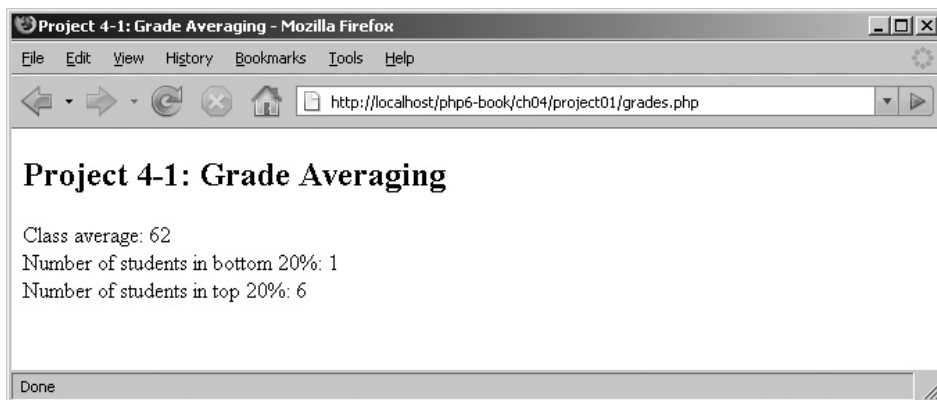 Project 4-1: Grade Averaging - Mozilla Firefox
File Edit View History Bookmarks Tools Help
http://localhost/php6-book/ch04/project01/grades.php
Project 4-1: Grade Averaging
Class average: 62
Number of students in bottom 20%: 1
Number of students in top 20%: 6
Done